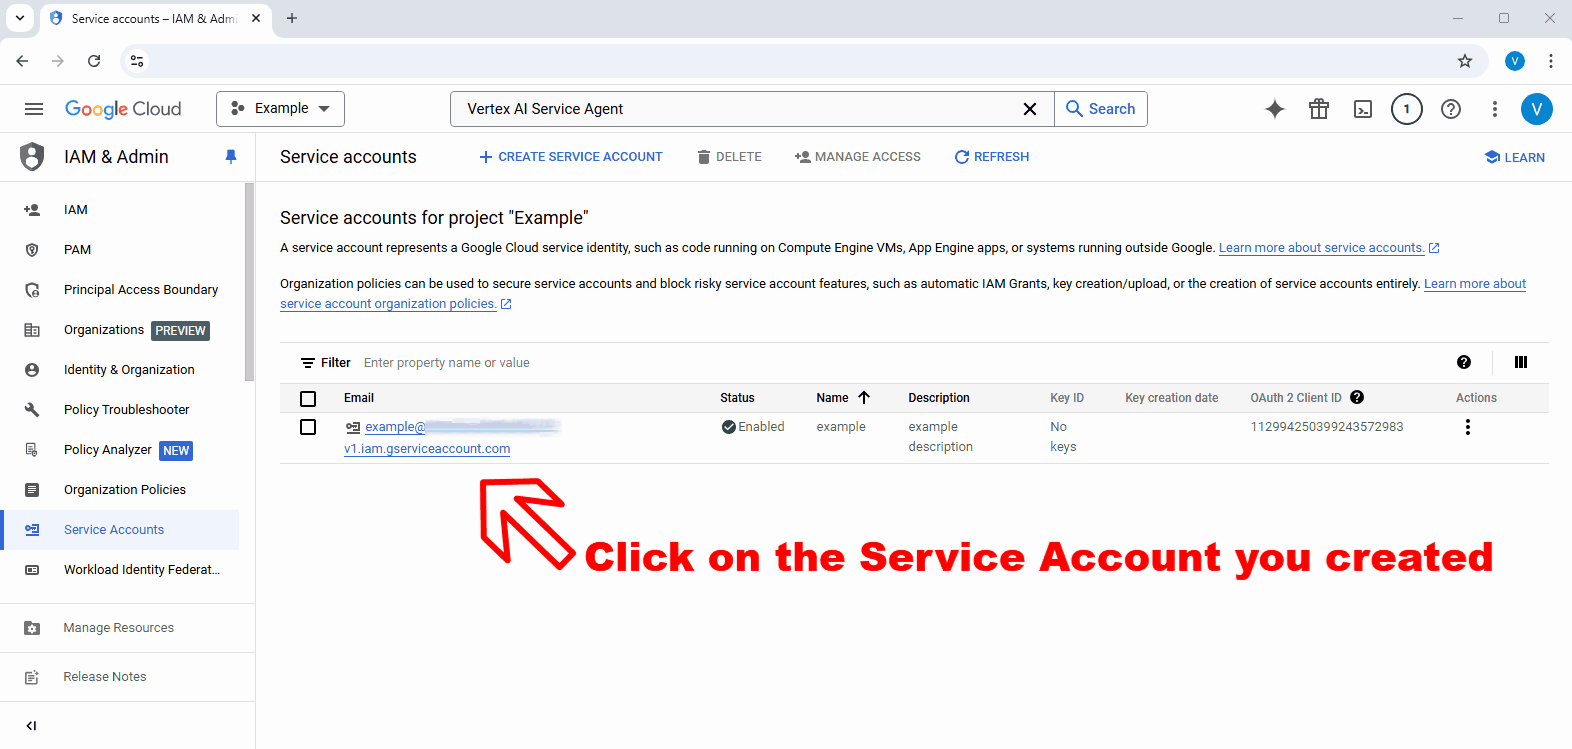 Service accounts – IAM & Admi
V
Google Cloud
Example
Vertex AI Service Agent
Search
1
V
IAM & Admin
Service accounts
CREATE SERVICE ACCOUNT
DELETE
MANAGE ACCESS
REFRESH
LEARN
IAM
PAM
Principal Access Boundary
Organizations PREVIEW
Identity & Organization
Policy Troubleshooter
Policy Analyzer NEW
Organization Policies
Service Accounts
Workload Identity Federat...
Manage Resources
Release Notes
Service accounts for project "Example"
A service account represents a Google Cloud service identity, such as code running on Compute Engine VMs, App Engine apps, or systems running outside Google. Learn more about service accounts.
Organization policies can be used to secure service accounts and block risky service account features, such as automatic IAM Grants, key creation/upload, or the creation of service accounts entirely. Learn more about
service account organization policies.
Filter Enter property name or value
Email Status Name Description Key ID Key creation date OAuth 2 Client ID Actions
example@ Enabled example example No 112994250399243572983
v1.iam.gserviceaccount.com description keys
Click on the Service Account you created